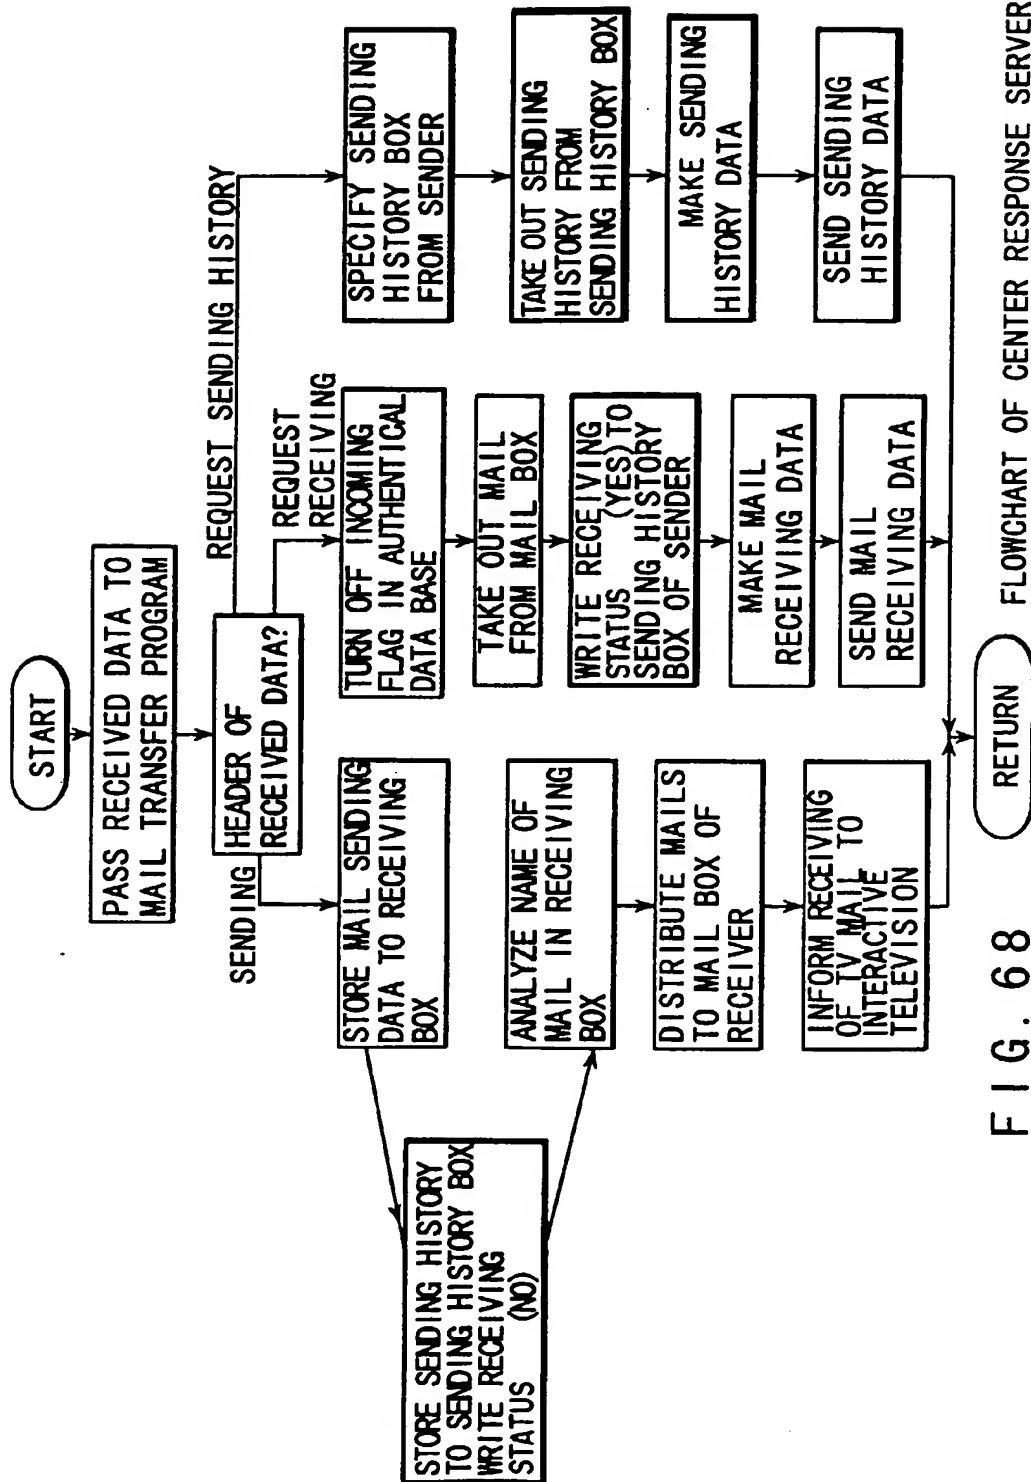 START
PASS RECEIVED DATA TO
MAIL TRANSFER PROGRAM
HEADER OF
RECEIVED DATA?
SENDING
REQUEST RECEIVING
REQUEST SENDING HISTORY
STORE MAIL SENDING
DATA TO RECEIVING
BOX
STORE SENDING HISTORY
TO SENDING HISTORY BOX
WRITE RECEIVING
STATUS (NO)
ANALYZE NAME OF
MAIL IN RECEIVING
BOX
DISTRIBUTE MAILS
TO MAIL BOX OF
RECEIVER
INFORM RECEIVING
OF TV MAIL TO
INTERACTIVE
TELEVISION
TURN OFF INCOMING
FLAG IN AUTHENTICAL
DATA BASE
TAKE OUT MAIL
FROM MAIL BOX
WRITE RECEIVING
STATUS (YES) TO
SENDING HISTORY
BOX OF SENDER
MAKE MAIL
RECEIVING DATA
SEND MAIL
RECEIVING DATA
SPECIFY SENDING
HISTORY BOX
FROM SENDER
TAKE OUT SENDING
HISTORY FROM
SENDING HISTORY BOX
MAKE SENDING
HISTORY DATA
SEND SENDING
HISTORY DATA
RETURN
FIG. 68
FLOWCHART OF CENTER RESPONSE SERVER